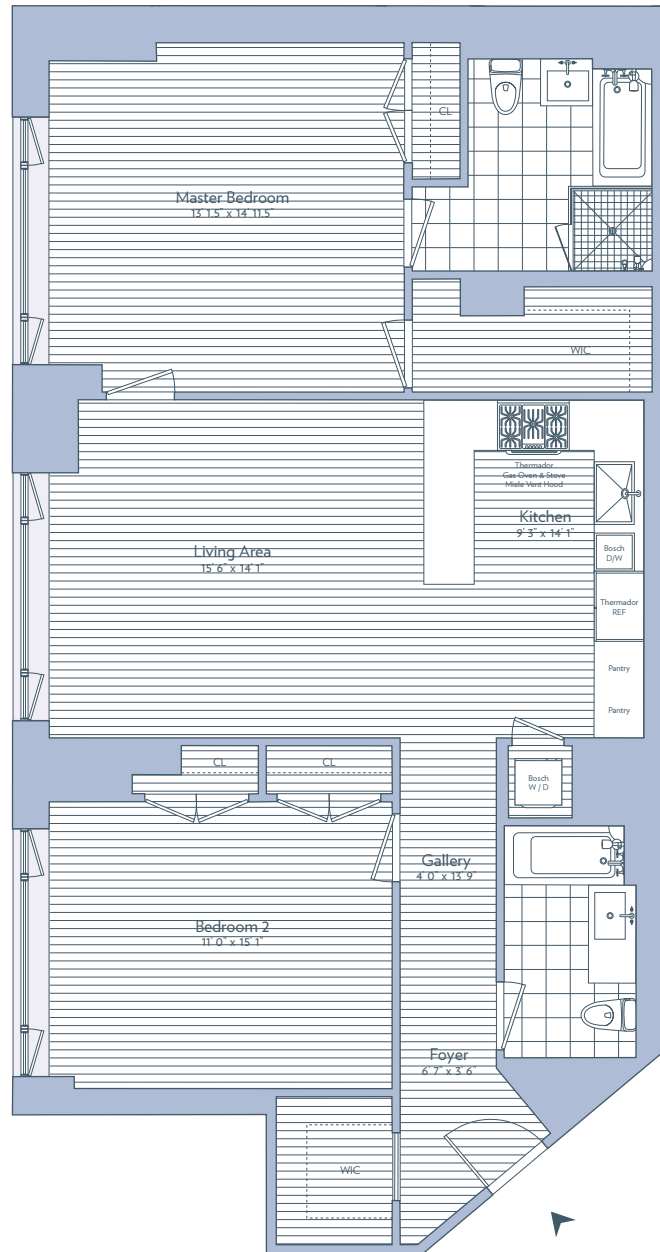 CL
Master Bedroom
13' 1.5" x 14' 11.5"
WIC
Thermador
Gas Oven & Stove
Miele Vent Hood
Kitchen
9' 3" x 14' 1"
Living Area
15' 6" x 14' 1"
Bosch
D/W
Thermador
REF
Pantry
Pantry
CL
CL
Bosch
W / D
Gallery
4' 0" x 13' 9"
Bedroom 2
11' 0" x 15' 1"
Foyer
6' 7" x 3' 6"
WIC